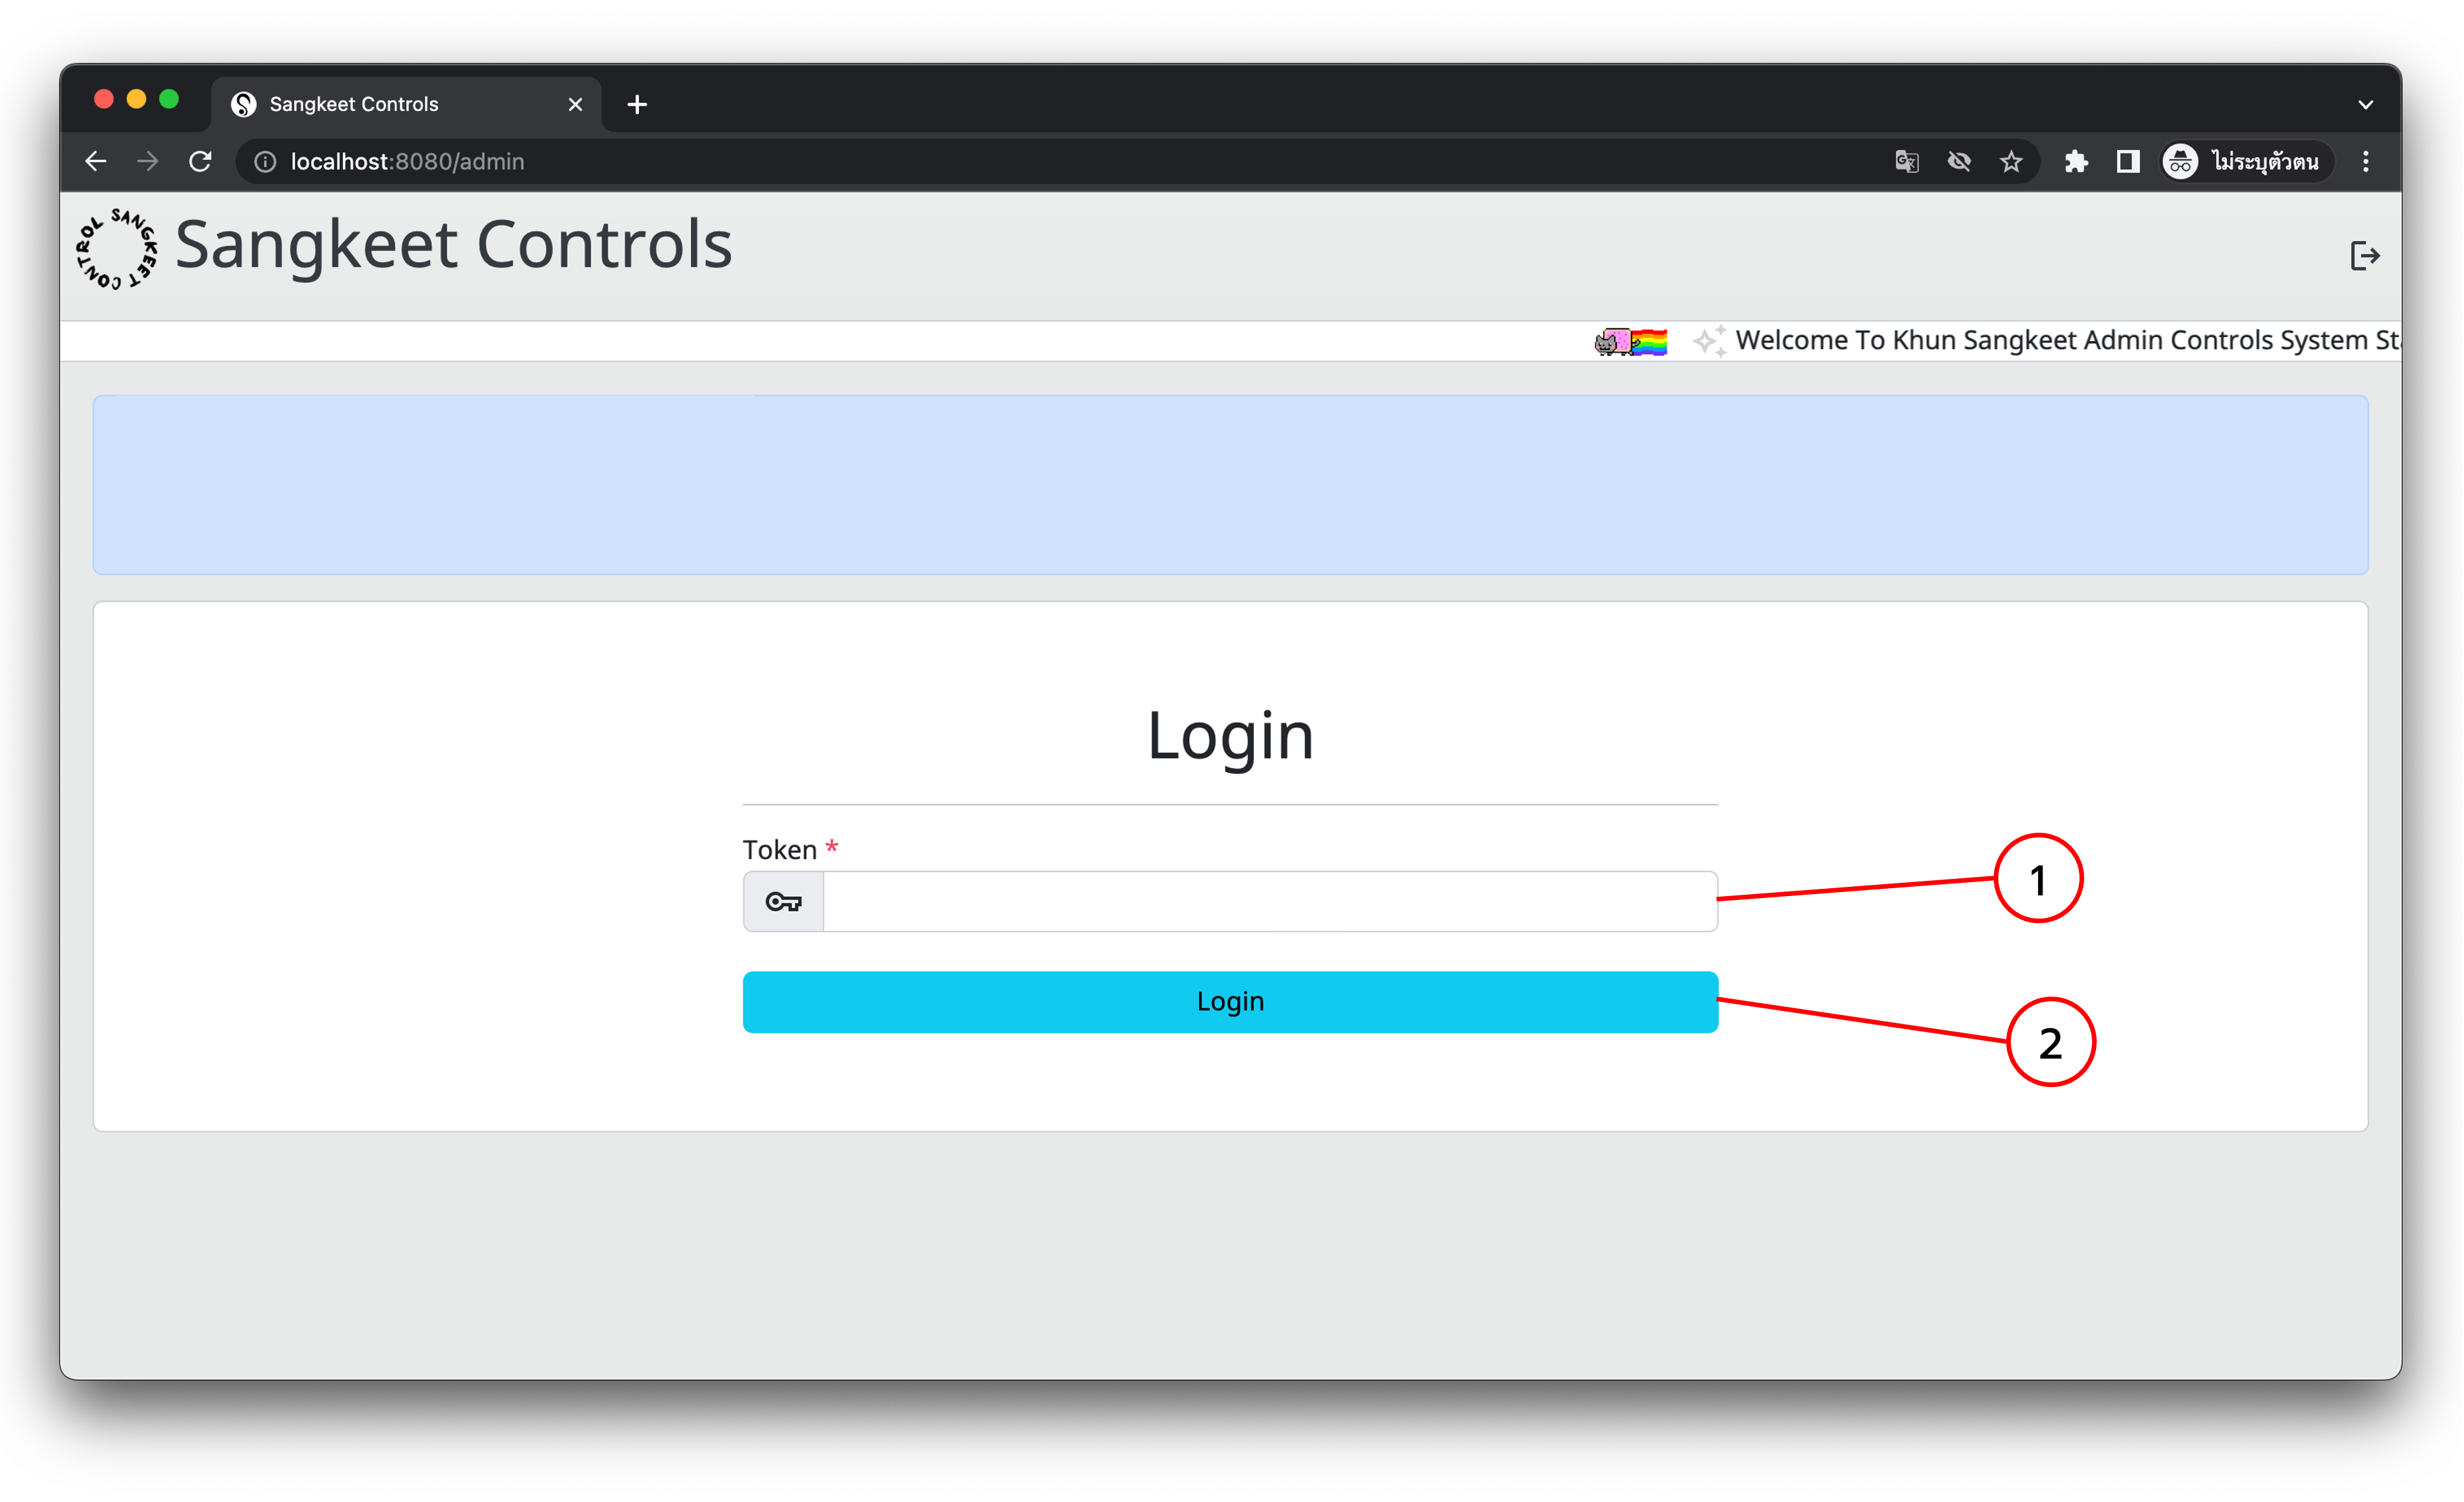 Sangkeet Controls
localhost:8080/admin
ไม่ระบุตัวตน
SANGKEET CONTROL
Sangkeet Controls
Welcome To Khun Sangkeet Admin Controls System St
Login
Token *
1
Login
2